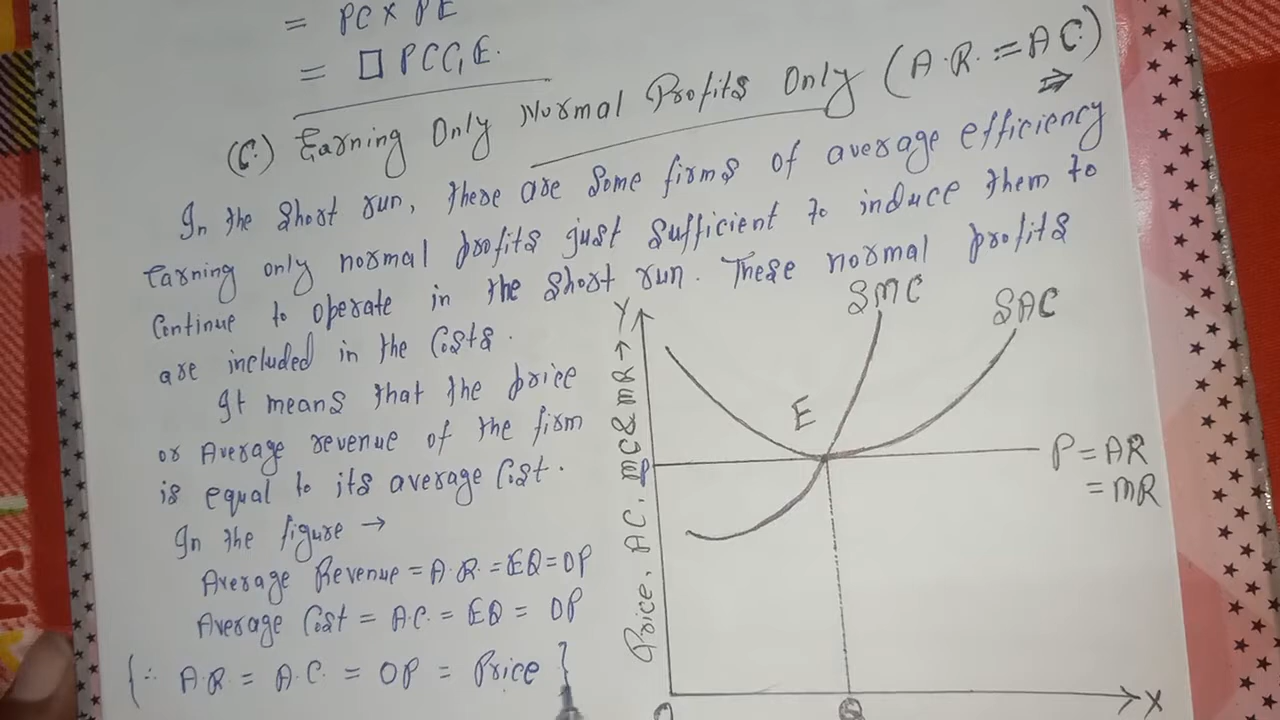 = PC X PE
= □ PCC₁E.
(C.) Earning Only Normal Profits Only (A.R. = AC.)
⇒
In the Short run, there are Some firms of average efficiency
Earning only normal profits just Sufficient to induce them to
Continue to operate in the Short run. These normal profits
are included in the Costs.
It means that the price
or Average revenue of the firm
is equal to its average Cost.
In the figure →
Average Revenue = A.R. = EQ = OP
Average Cost = A.C. = EQ = OP
{∴ A.R. = A.C. = OP = Price }
Y
SMC
SAC
E
P
P = AR
= MR
Price, AC, MC & MR →
O
Q
X